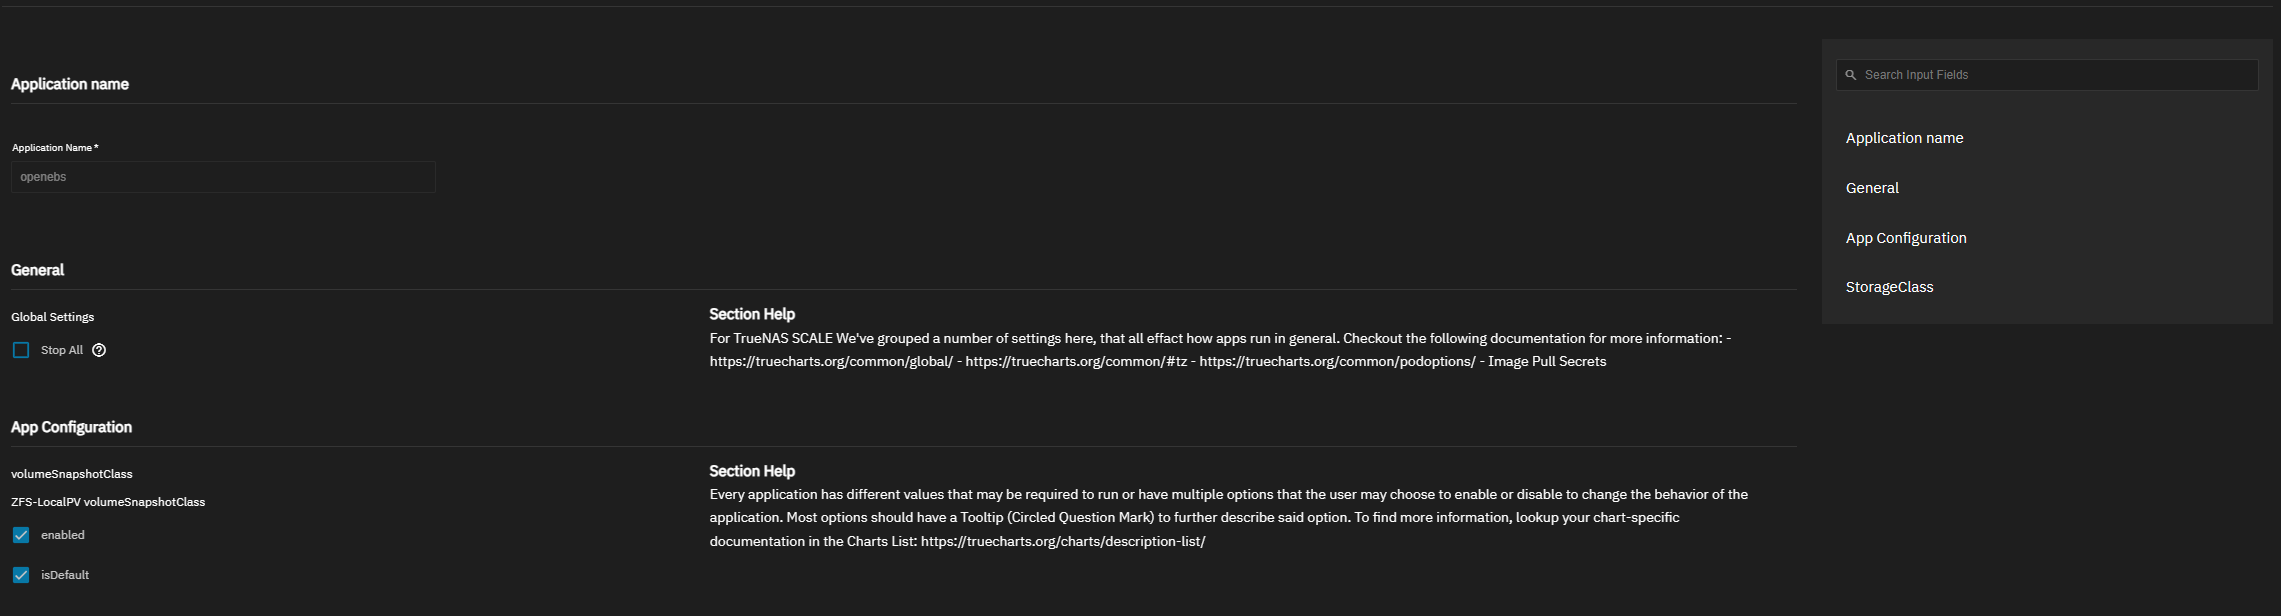 Application name
Application Name *
openebs
General
Global Settings
Stop All
Section Help
For TrueNAS SCALE We've grouped a number of settings here, that all effact how apps run in general. Checkout the following documentation for more information: -
https://truecharts.org/common/global/ - https://truecharts.org/common/#tz - https://truecharts.org/common/podoptions/ - Image Pull Secrets
App Configuration
volumeSnapshotClass
ZFS-LocalPV volumeSnapshotClass
enabled
isDefault
Section Help
Every application has different values that may be required to run or have multiple options that the user may choose to enable or disable to change the behavior of the
application. Most options should have a Tooltip (Circled Question Mark) to further describe said option. To find more information, lookup your chart-specific
documentation in the Charts List: https://truecharts.org/charts/description-list/
Search Input Fields
Application name
General
App Configuration
StorageClass